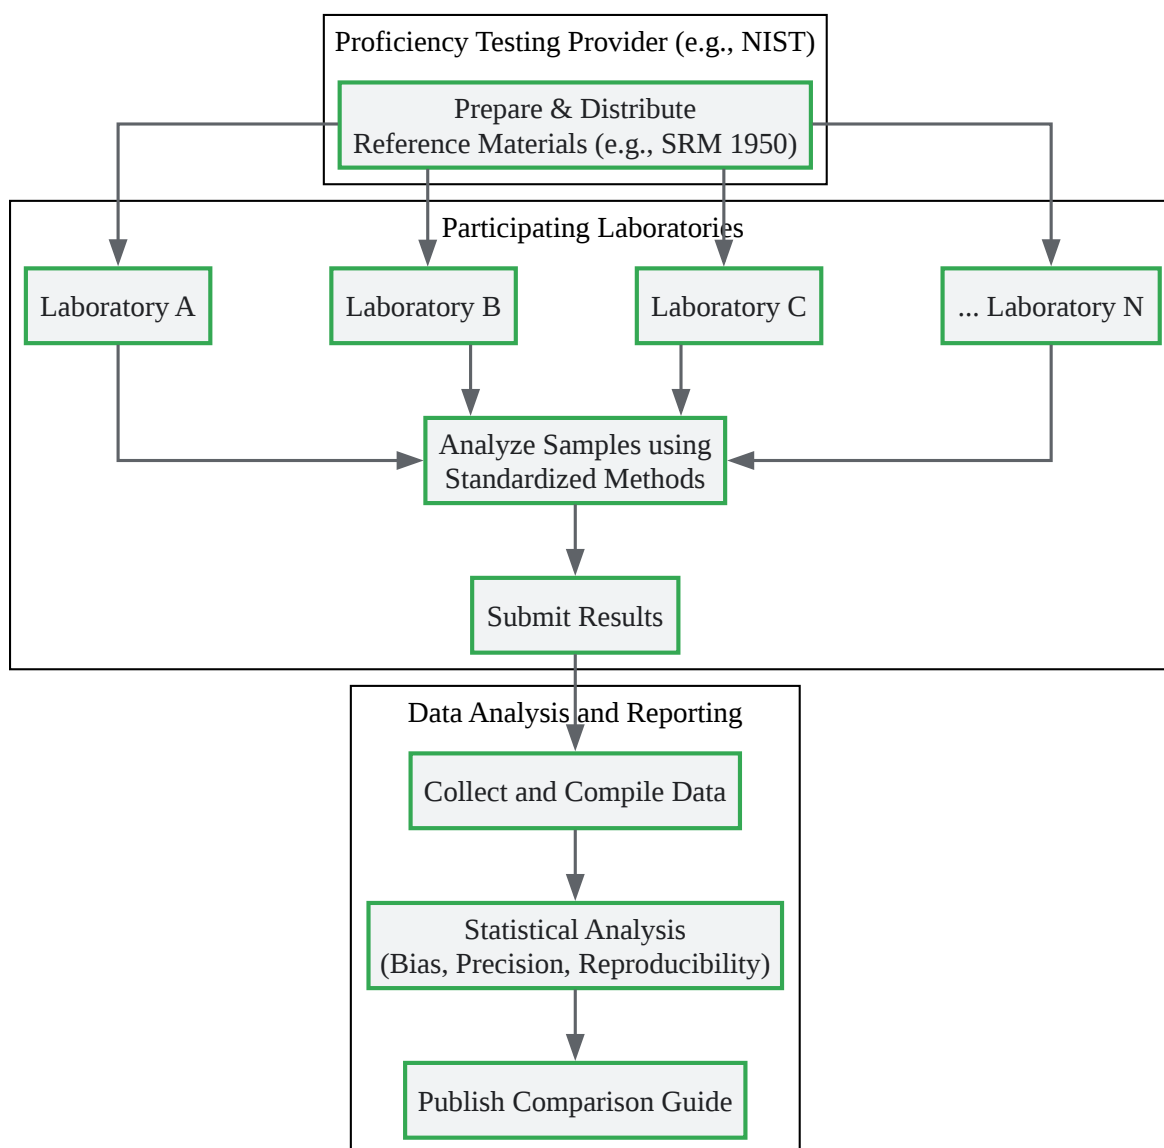 Proficiency Testing Provider (e.g., NIST)
Prepare & Distribute
Reference Materials (e.g., SRM 1950)
Participating Laboratories
Laboratory A
Laboratory B
Laboratory C
... Laboratory N
Analyze Samples using
Standardized Methods
Submit Results
Data Analysis and Reporting
Collect and Compile Data
Statistical Analysis
(Bias, Precision, Reproducibility)
Publish Comparison Guide